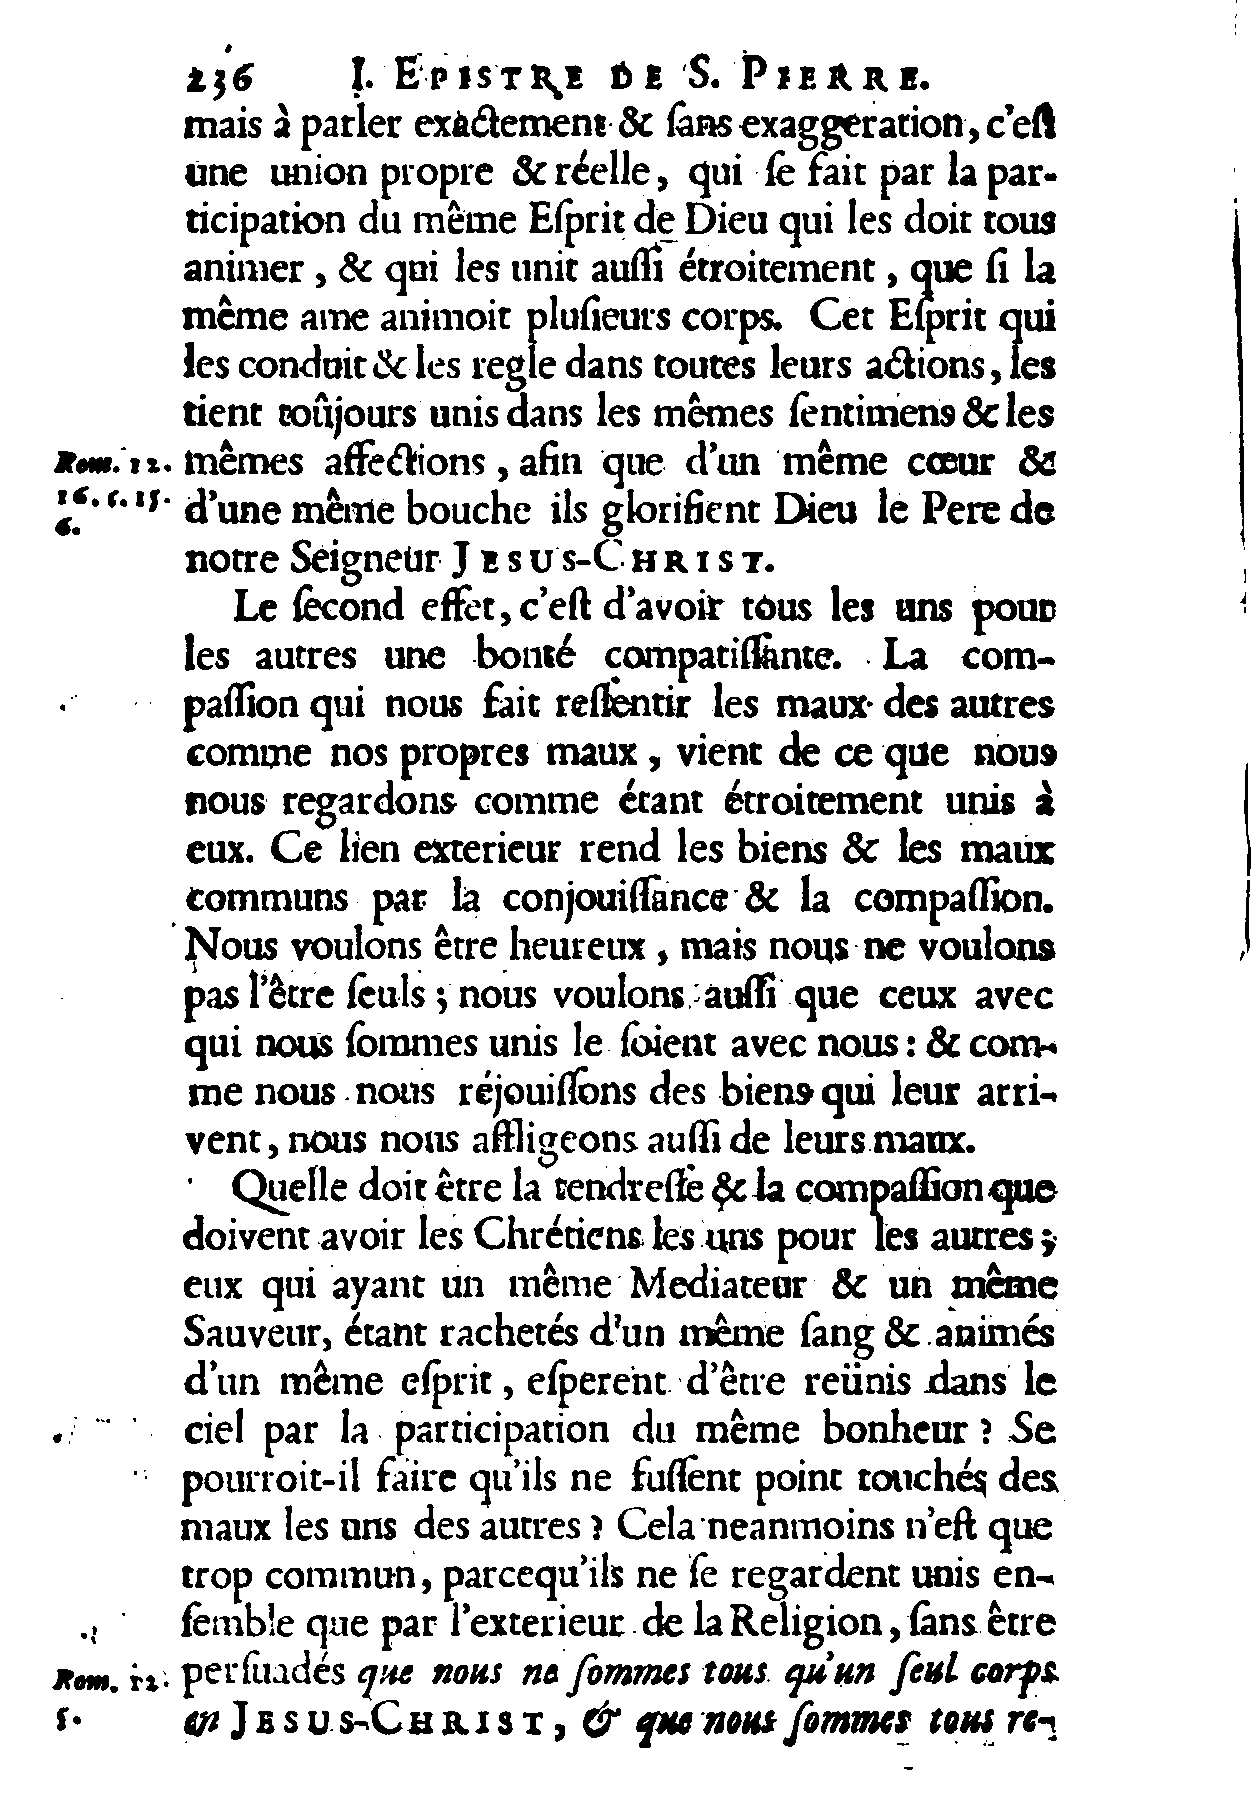 236 I. EPISTRE DE S. PIERRE.
mais à parler exactement & ſans exaggeration, c'eſt
une union propre & réelle, qui ſe fait par la par-
ticipation du même Eſprit de Dieu qui les doit tous
animer, & qui les unit auſſi étroitement, que ſi la
même ame animoit pluſieurs corps. Cet Eſprit qui
les conduit & les regle dans toutes leurs actions, les
tient toûjours unis dans les mêmes ſentimens & les
Rom. 12. mêmes affections, afin que d'un même cœur &
16. c. 15. d'une même bouche ils glorifient Dieu le Pere de
6.
notre Seigneur JESUS-CHRIST.
Le ſecond effet, c'eſt d'avoir tous les uns pour
les autres une bonté compatiſſante. La com-
paſſion qui nous fait reſſentir les maux des autres
comme nos propres maux, vient de ce que nous
nous regardons comme étant étroitement unis à
eux. Ce lien exterieur rend les biens & les maux
communs par la conjouiſſance & la compaſſion.
Nous voulons être heureux, mais nous ne voulons
pas l'être ſeuls; nous voulons auſſi que ceux avec
qui nous ſommes unis le ſoient avec nous: & com-
me nous nous réjouiſſons des biens qui leur arri-
vent, nous nous affligeons auſſi de leurs maux.
Quelle doit être la tendreſſe & la compaſſion que
doivent avoir les Chrétiens les uns pour les autres;
eux qui ayant un même Mediateur & un même
Sauveur, étant rachetés d'un même ſang & animés
d'un même eſprit, eſperent d'être reünis dans le
ciel par la participation du même bonheur? Se
pourroit-il faire qu'ils ne fuſſent point touchés des
maux les uns des autres? Cela neanmoins n'eſt que
trop commun, parcequ'ils ne ſe regardent unis en-
ſemble que par l'exterieur de la Religion, ſans être
Rom. 12. perſuadés que nous ne ſommes tous qu'un ſeul corps
5. en JESUS-CHRIST, & que nous ſommes tous re-